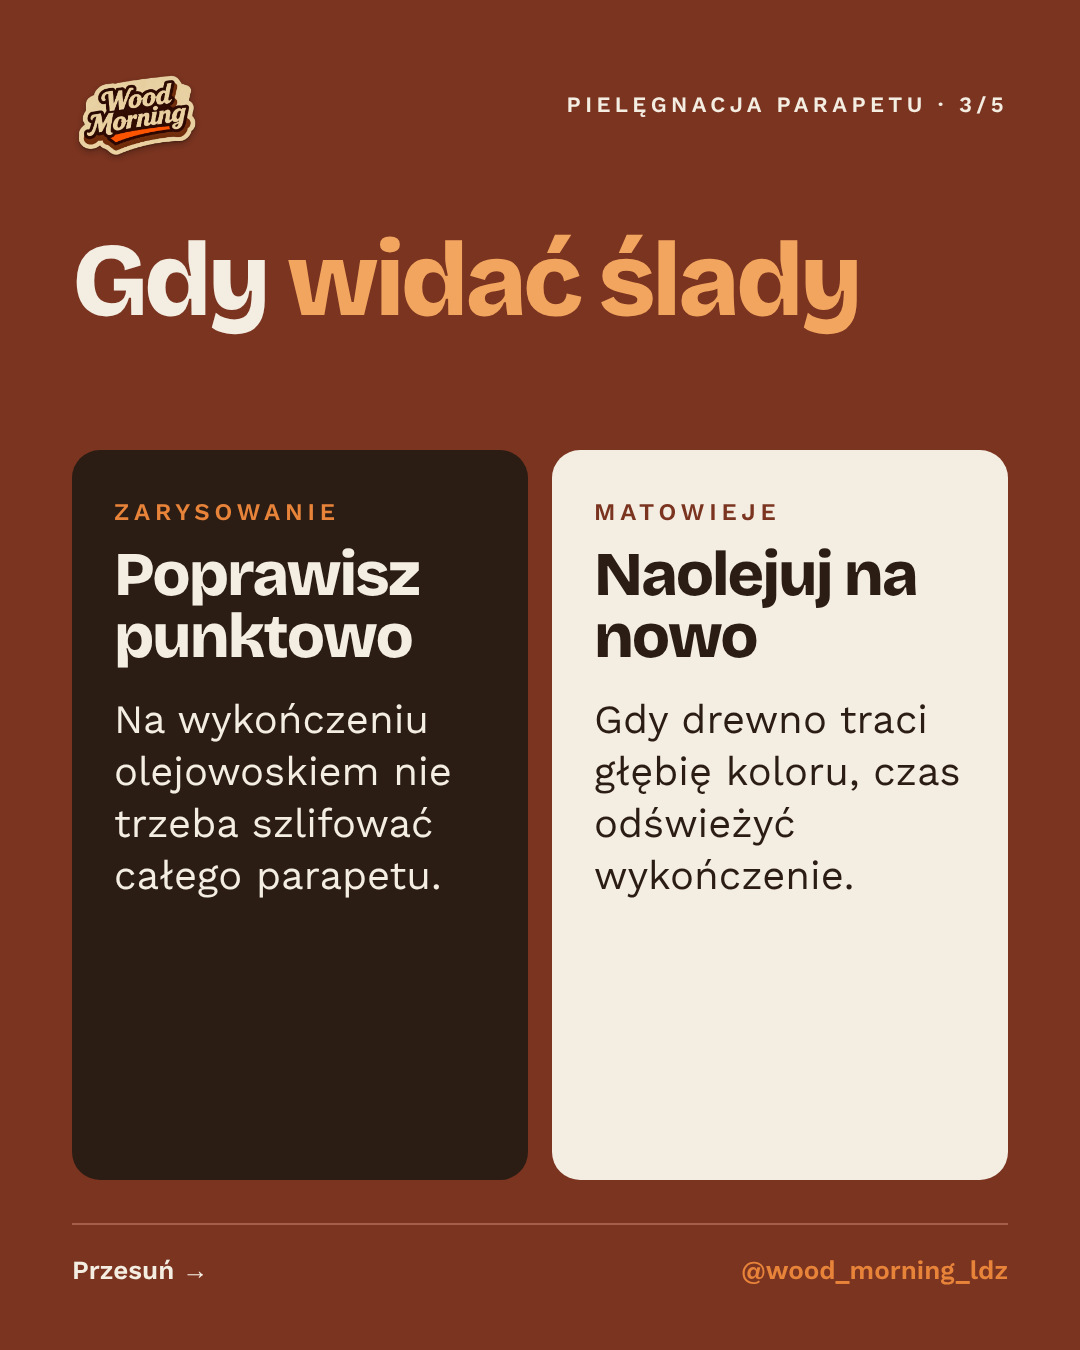 Wood
Morning
PIELĘGNACJA PARAPETU · 3/5
Gdy widać ślady
ZARYSOWANIE
Poprawisz
punktowo
Na wykończeniu
olejowoskiem nie
trzeba szlifować
całego parapetu.
MATOWIEJE
Naolejuj na
nowo
Gdy drewno traci
głębię koloru, czas
odświeżyć
wykończenie.
Przesuń →
@wood_morning_ldz